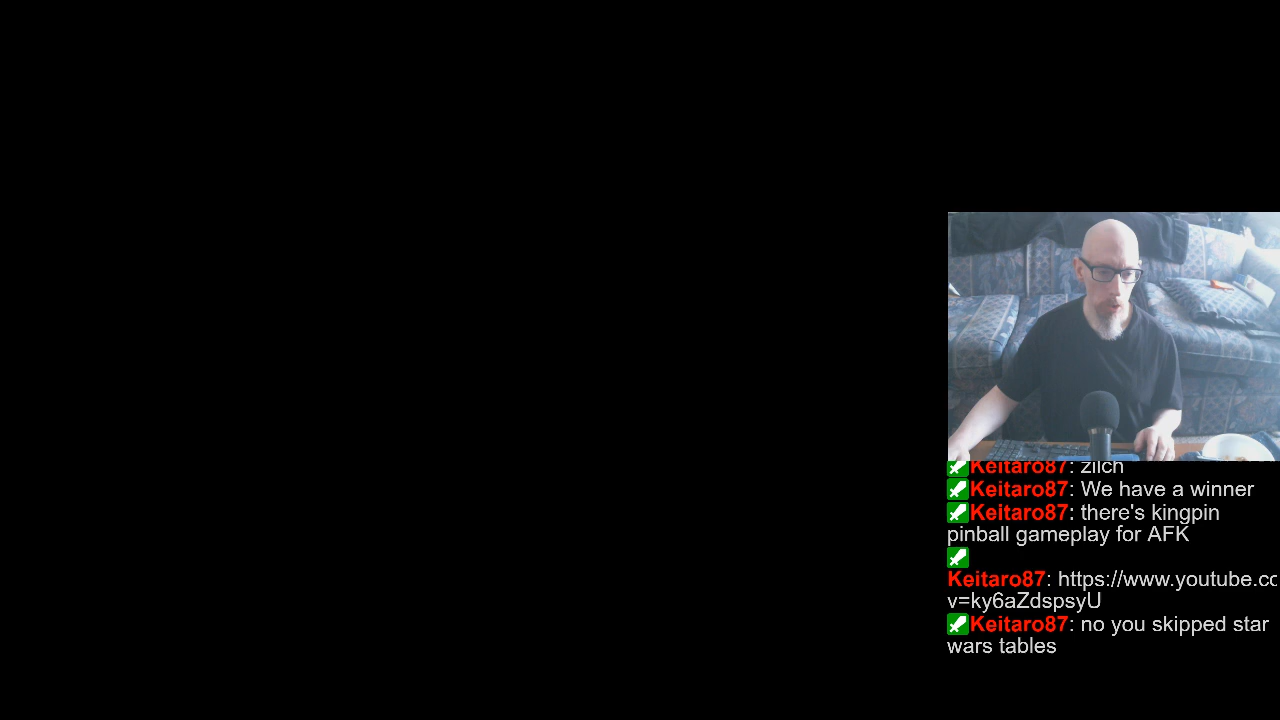 Keitaro87: zilch
Keitaro87: We have a winner
Keitaro87: there's kingpin
pinball gameplay for AFK
Keitaro87: https://www.youtube.co
v=ky6aZdspsyU
Keitaro87: no you skipped star
wars tables